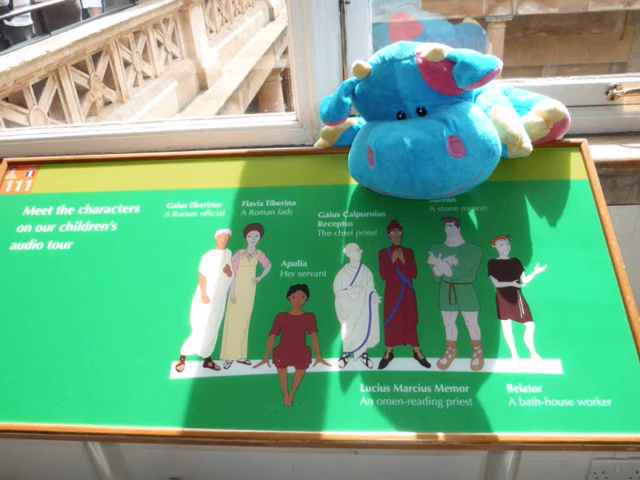 111
Meet the characters
on our children's
audio tour
Gaius Tiberinus
A Roman official
Flavia Tiberina
A Roman lady
Apulia
Her servant
Gaius Calpurnius
Receptus
The chief priest
A stone mason
Lucius Marcius Memor
An omen-reading priest
Belator
A bath-house worker